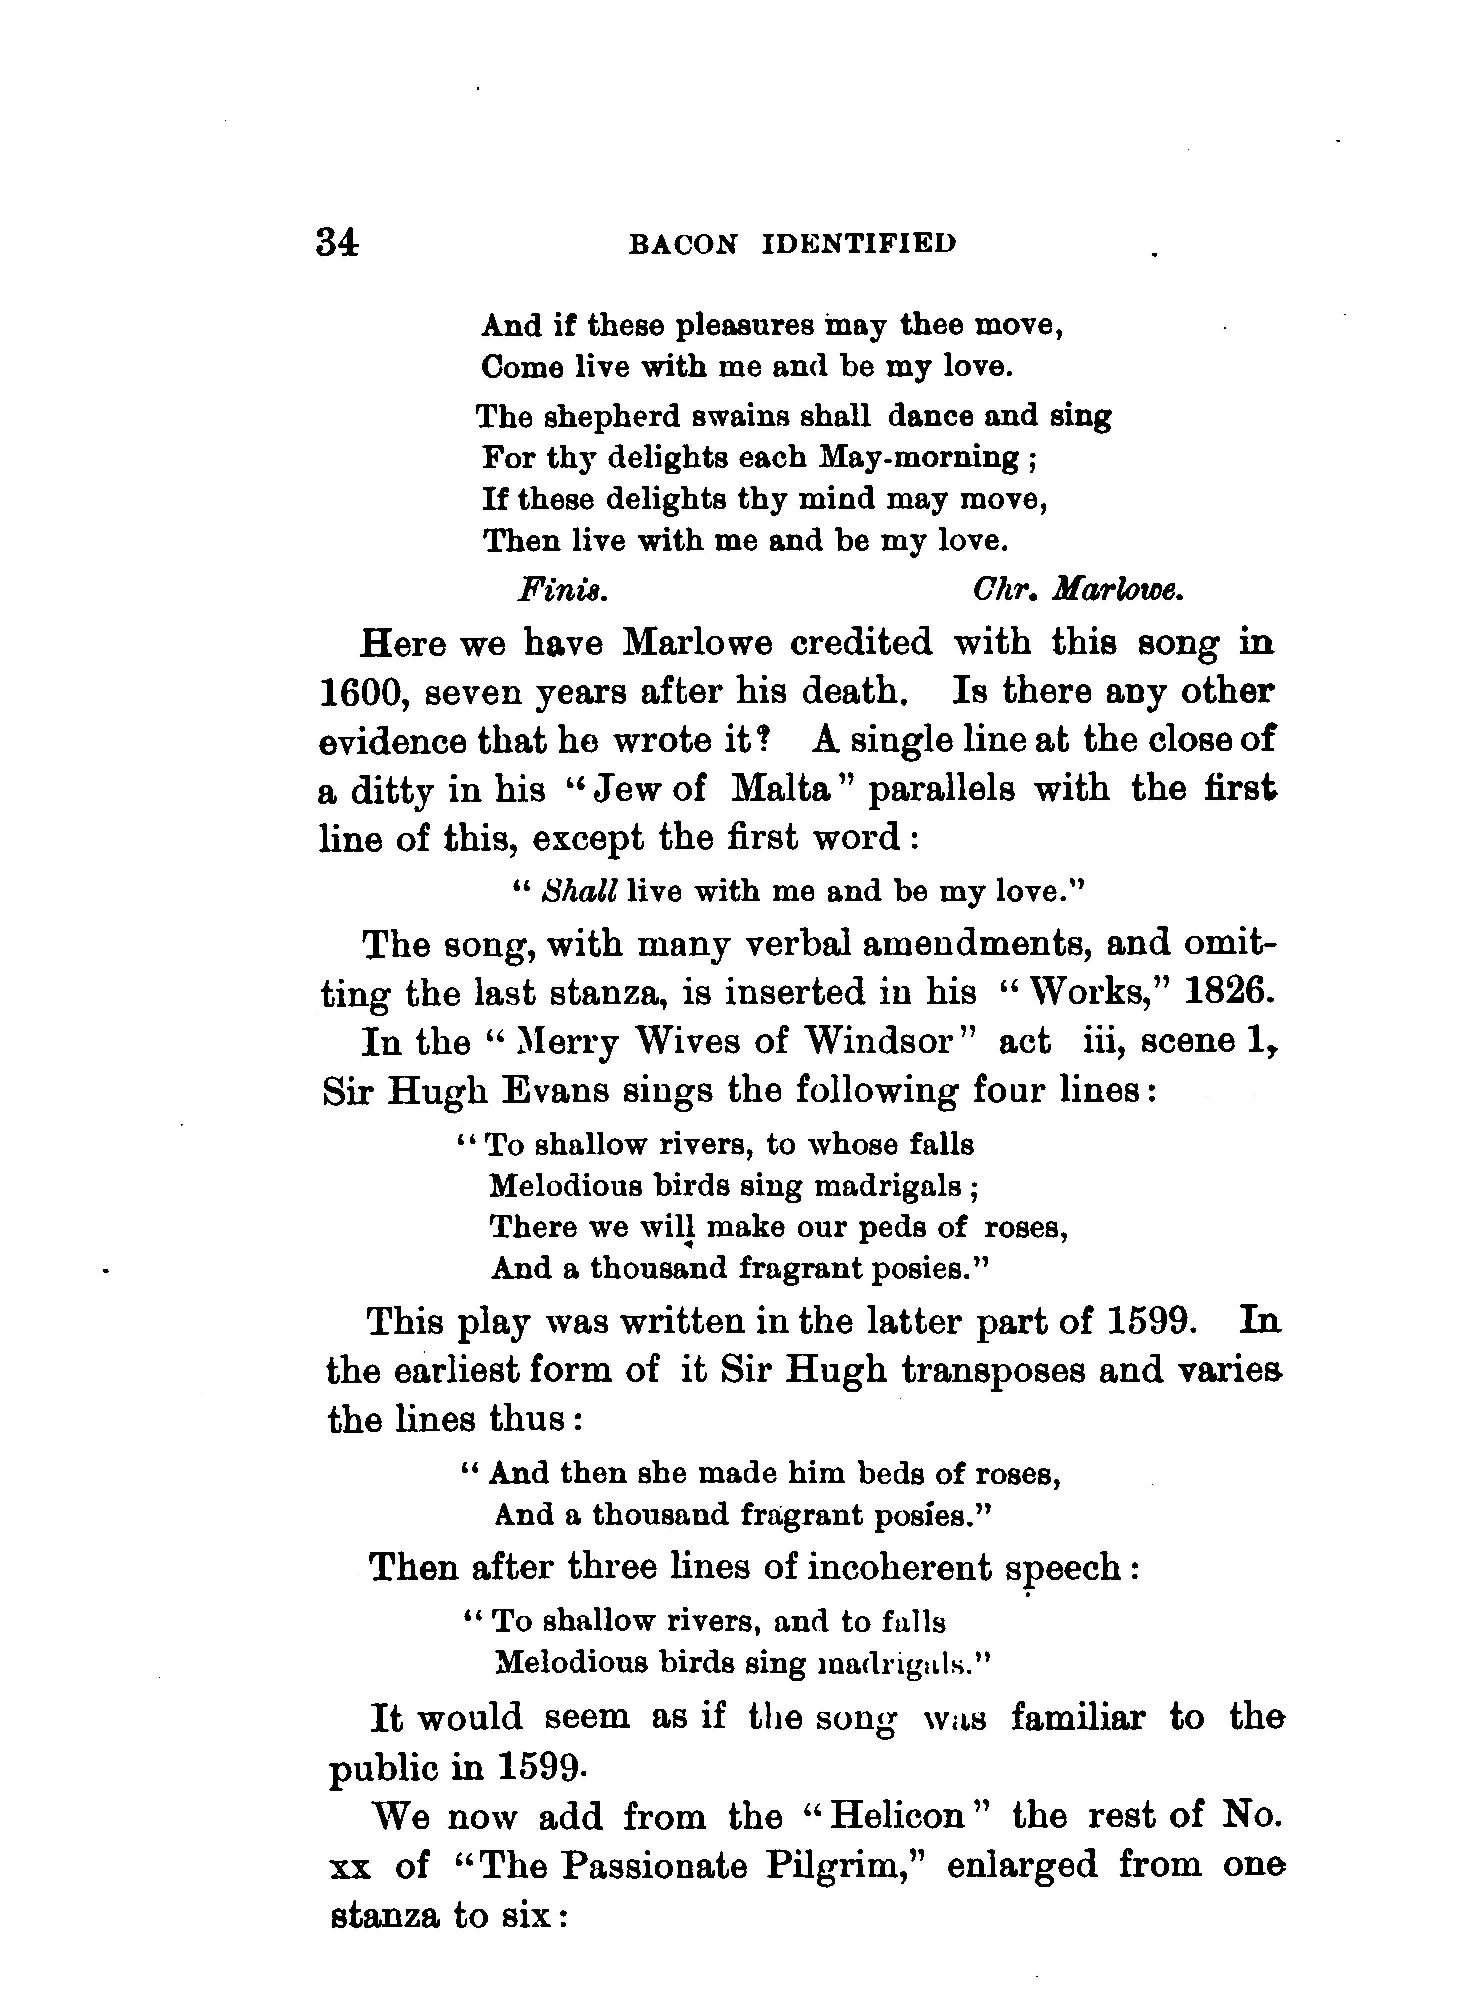 34 BACON IDENTIFIED
And if these pleasures may thee move,
Come live with me and be my love.
The shepherd swains shall dance and sing
For thy delights each May-morning;
If these delights thy mind may move,
Then live with me and be my love.
Finis. Chr. Marlowe.
Here we have Marlowe credited with this song in
1600, seven years after his death. Is there any other
evidence that he wrote it? A single line at the close of
a ditty in his "Jew of Malta" parallels with the first
line of this, except the first word:
"Shall live with me and be my love."
The song, with many verbal amendments, and omit-
ting the last stanza, is inserted in his "Works," 1826.
In the "Merry Wives of Windsor" act iii, scene 1,
Sir Hugh Evans sings the following four lines:
"To shallow rivers, to whose falls
Melodious birds sing madrigals;
There we will make our peds of roses,
And a thousand fragrant posies."
This play was written in the latter part of 1599. In
the earliest form of it Sir Hugh transposes and varies
the lines thus:
"And then she made him beds of roses,
And a thousand fragrant posies."
Then after three lines of incoherent speech:
"To shallow rivers, and to falls
Melodious birds sing madrigals."
It would seem as if the song was familiar to the
public in 1599.
We now add from the "Helicon" the rest of No.
xx of "The Passionate Pilgrim," enlarged from one
stanza to six: